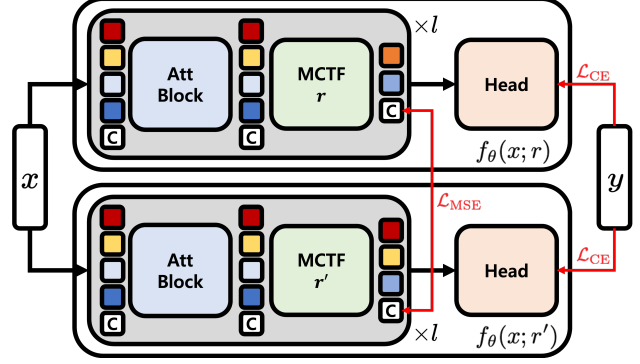 ×l
Att
Block
MCTF
r
C
C
C
Head
L_CE
f_θ(x; r)
x
y
L_MSE
Att
Block
MCTF
r′
C
C
C
Head
L_CE
×l
f_θ(x; r′)